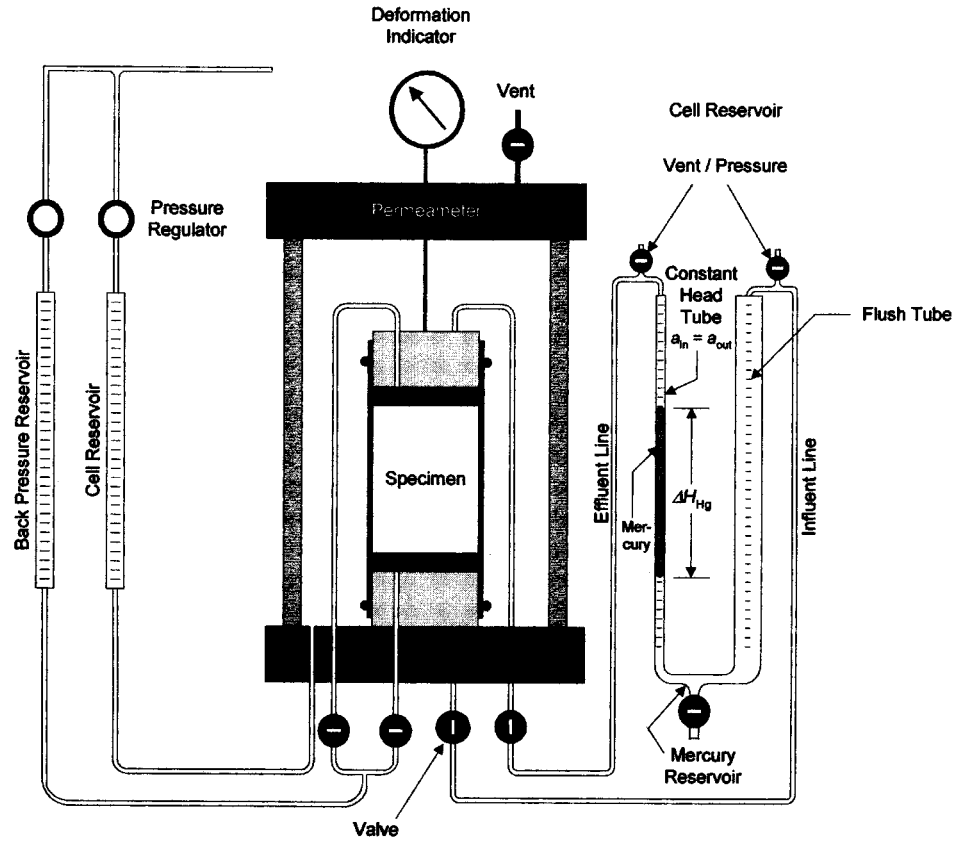 Deformation
Indicator
Vent
Cell Reservoir
Vent / Pressure
Permeameter
Pressure
Regulator
Constant
Head
Tube
a_in = a_out
Flush Tube
Back Pressure Reservoir
Cell Reservoir
Specimen
Effluent Line
Mer-
cury
ΔH_Hg
Influent Line
Mercury
Reservoir
Valve